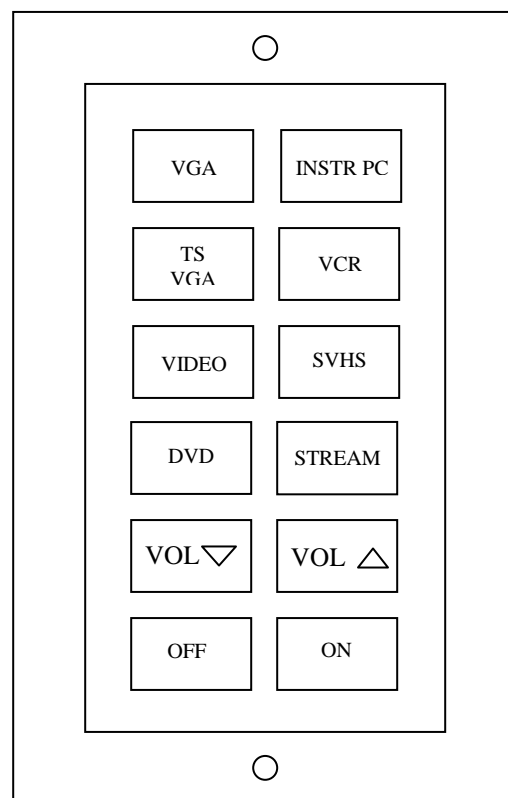 VGA
INSTR PC
TS
VGA
VCR
VIDEO
SVHS
DVD
STREAM
VOL
VOL
OFF
ON